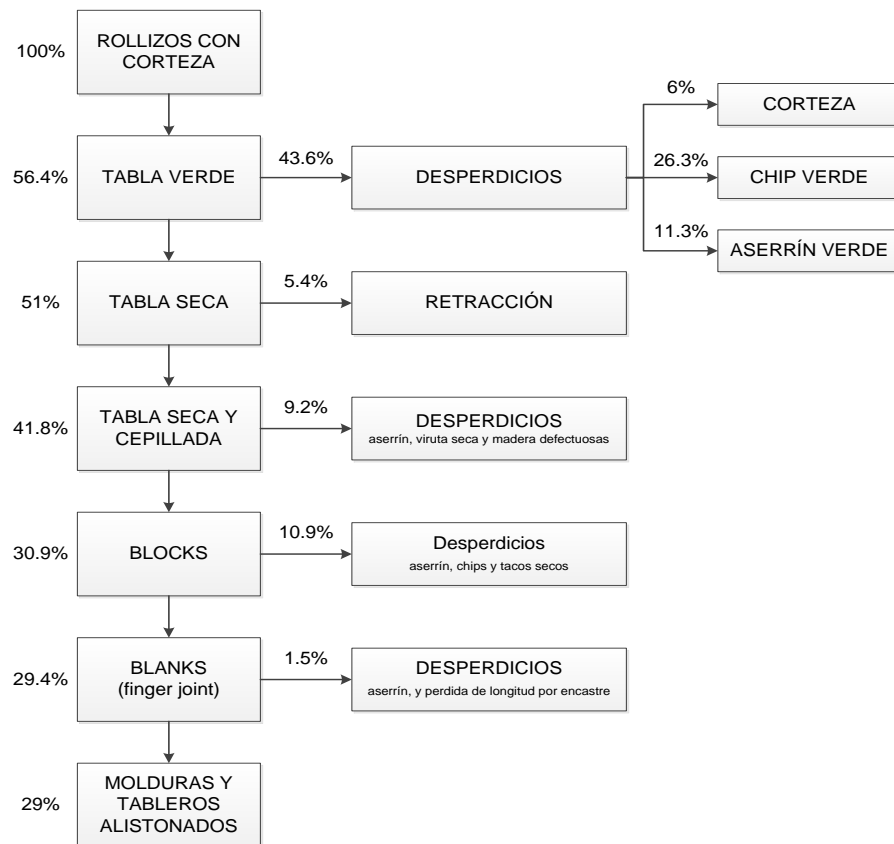 ROLLIZOS CON
CORTEZA
100%
6%
CORTEZA
56.4%
TABLA VERDE
43.6%
DESPERDICIOS
26.3%
CHIP VERDE
11.3%
ASERRÍN VERDE
51%
TABLA SECA
5.4%
RETRACCIÓN
41.8%
TABLA SECA Y
CEPILLADA
9.2%
DESPERDICIOS
aserrín, viruta seca y madera defectuosas
30.9%
BLOCKS
10.9%
Desperdicios
aserrín, chips y tacos secos
29.4%
BLANKS
(finger joint)
1.5%
DESPERDICIOS
aserrín, y perdida de longitud por encastre
29%
MOLDURAS Y
TABLEROS
ALISTONADOS